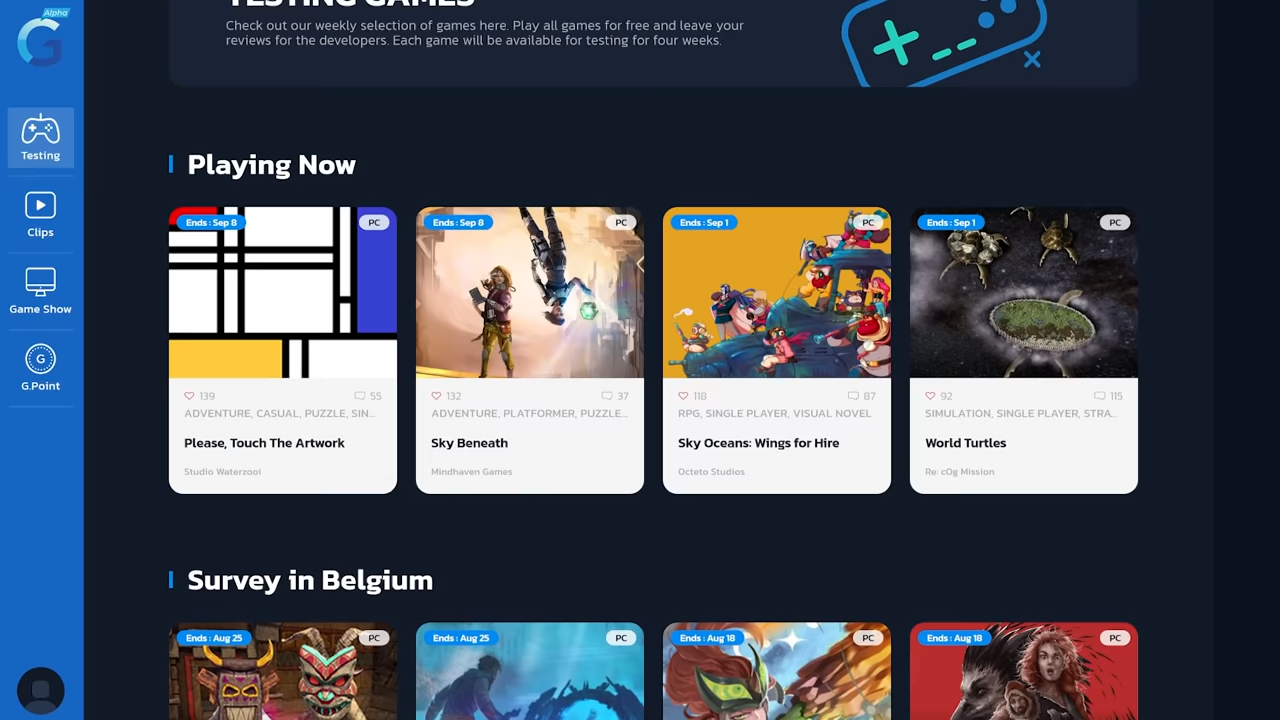 Alpha
G
TESTING GAMES
Check out our weekly selection of games here. Play all games for free and leave your
reviews for the developers. Each game will be available for testing for four weeks.
Testing
Clips
Game Show
G
G.Point
Playing Now
Ends : Sep 8
PC
139
55
ADVENTURE, CASUAL, PUZZLE, SIN...
Please, Touch The Artwork
Studio Waterzooi
Ends : Sep 8
PC
132
37
ADVENTURE, PLATFORMER, PUZZLE...
Sky Beneath
Mindhaven Games
Ends : Sep 1
PC
118
87
RPG, SINGLE PLAYER, VISUAL NOVEL
Sky Oceans: Wings for Hire
Octeto Studios
Ends : Sep 1
PC
92
115
SIMULATION, SINGLE PLAYER, STRA...
World Turtles
Re: cOg Mission
Survey in Belgium
Ends : Aug 25
PC
Ends : Aug 25
PC
Ends : Aug 18
PC
Ends : Aug 18
PC